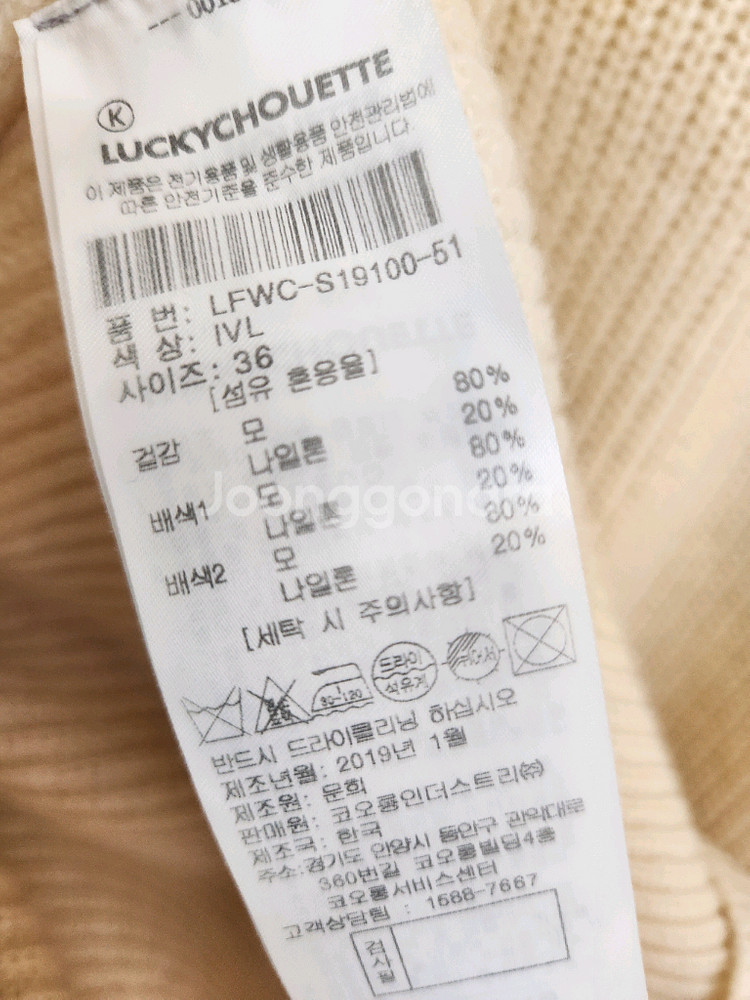 K
LUCKYCHOUETTE
이 제품은 전기용품 및 생활용품 안전관리법에
따른 안전기준을 준수한 제품입니다
품 번: LFWC-S19100-51
색 상: IVL
사이즈: 36
[섬유 혼용율]
겉감 모 80%
나일론 20%
배색1 모 80%
나일론 20%
배색2 모 80%
나일론 20%
[세탁 시 주의사항]
80~120
드라이
석유계
반드시 드라이클리닝 하십시오
제조년월: 2019년 1월
제조원: 문희
판매원: 코오롱인더스트리㈜
제조국: 한국
주소:경기도 안양시 동안구 관악대로
360번길 코오롱빌딩4층
코오롱서비스센터
고객상담팀 : 1588-7667
검사필